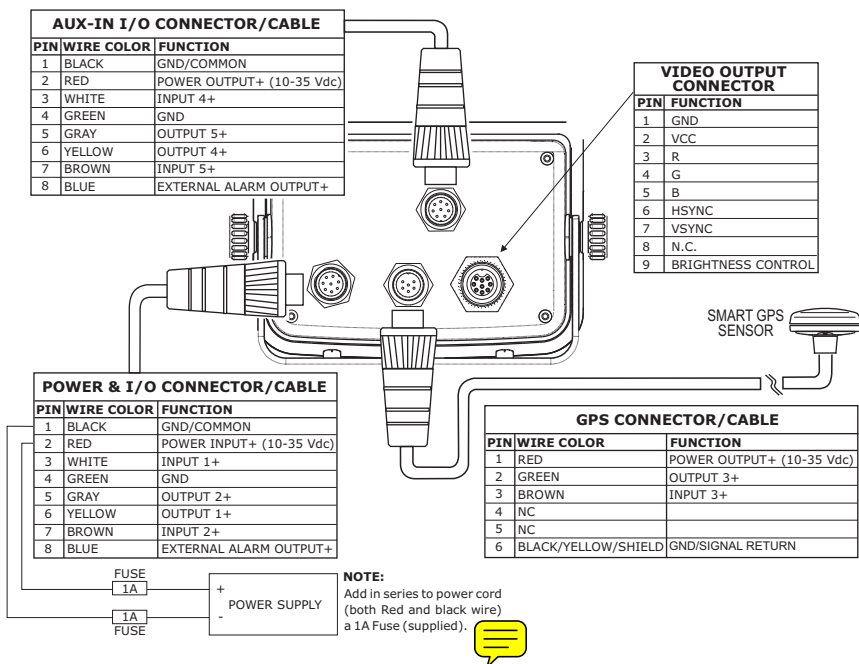 AUX-IN I/O CONNECTOR/CABLE
PIN WIRE COLOR FUNCTION
1 BLACK GND/COMMON
2 RED POWER OUTPUT+ (10-35 Vdc)
3 WHITE INPUT 4+
4 GREEN GND
5 GRAY OUTPUT 5+
6 YELLOW OUTPUT 4+
7 BROWN INPUT 5+
8 BLUE EXTERNAL ALARM OUTPUT+
VIDEO OUTPUT
CONNECTOR
PIN FUNCTION
1 GND
2 VCC
3 R
4 G
5 B
6 HSYNC
7 VSYNC
8 N.C.
9 BRIGHTNESS CONTROL
SMART GPS
SENSOR
POWER & I/O CONNECTOR/CABLE
PIN WIRE COLOR FUNCTION
1 BLACK GND/COMMON
2 RED POWER INPUT+ (10-35 Vdc)
3 WHITE INPUT 1+
4 GREEN GND
5 GRAY OUTPUT 2+
6 YELLOW OUTPUT 1+
7 BROWN INPUT 2+
8 BLUE EXTERNAL ALARM OUTPUT+
GPS CONNECTOR/CABLE
PIN WIRE COLOR FUNCTION
1 RED POWER OUTPUT+ (10-35 Vdc)
2 GREEN OUTPUT 3+
3 BROWN INPUT 3+
4 NC
5 NC
6 BLACK/YELLOW/SHIELD GND/SIGNAL RETURN
FUSE
1A
+
POWER SUPPLY
-
1A
FUSE
NOTE:
Add in series to power cord
(both Red and black wire)
a 1A Fuse (supplied).